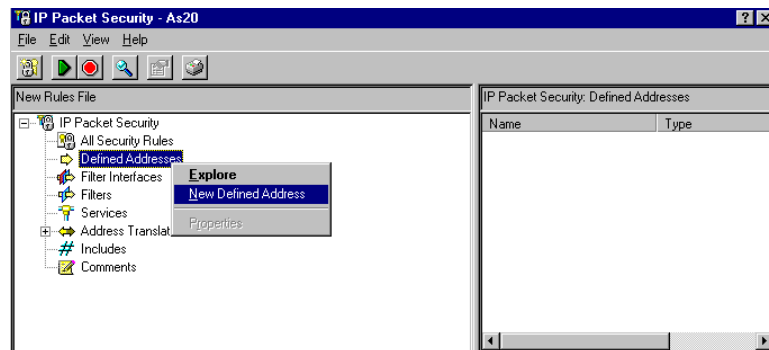 IP Packet Security - As20
File Edit View Help
New Rules File
IP Packet Security: Defined Addresses
Name Type
IP Packet Security
All Security Rules
Defined Addresses
Filter Interfaces
Filters
Services
Address Translat
Includes
Comments
Explore
New Defined Address
Properties